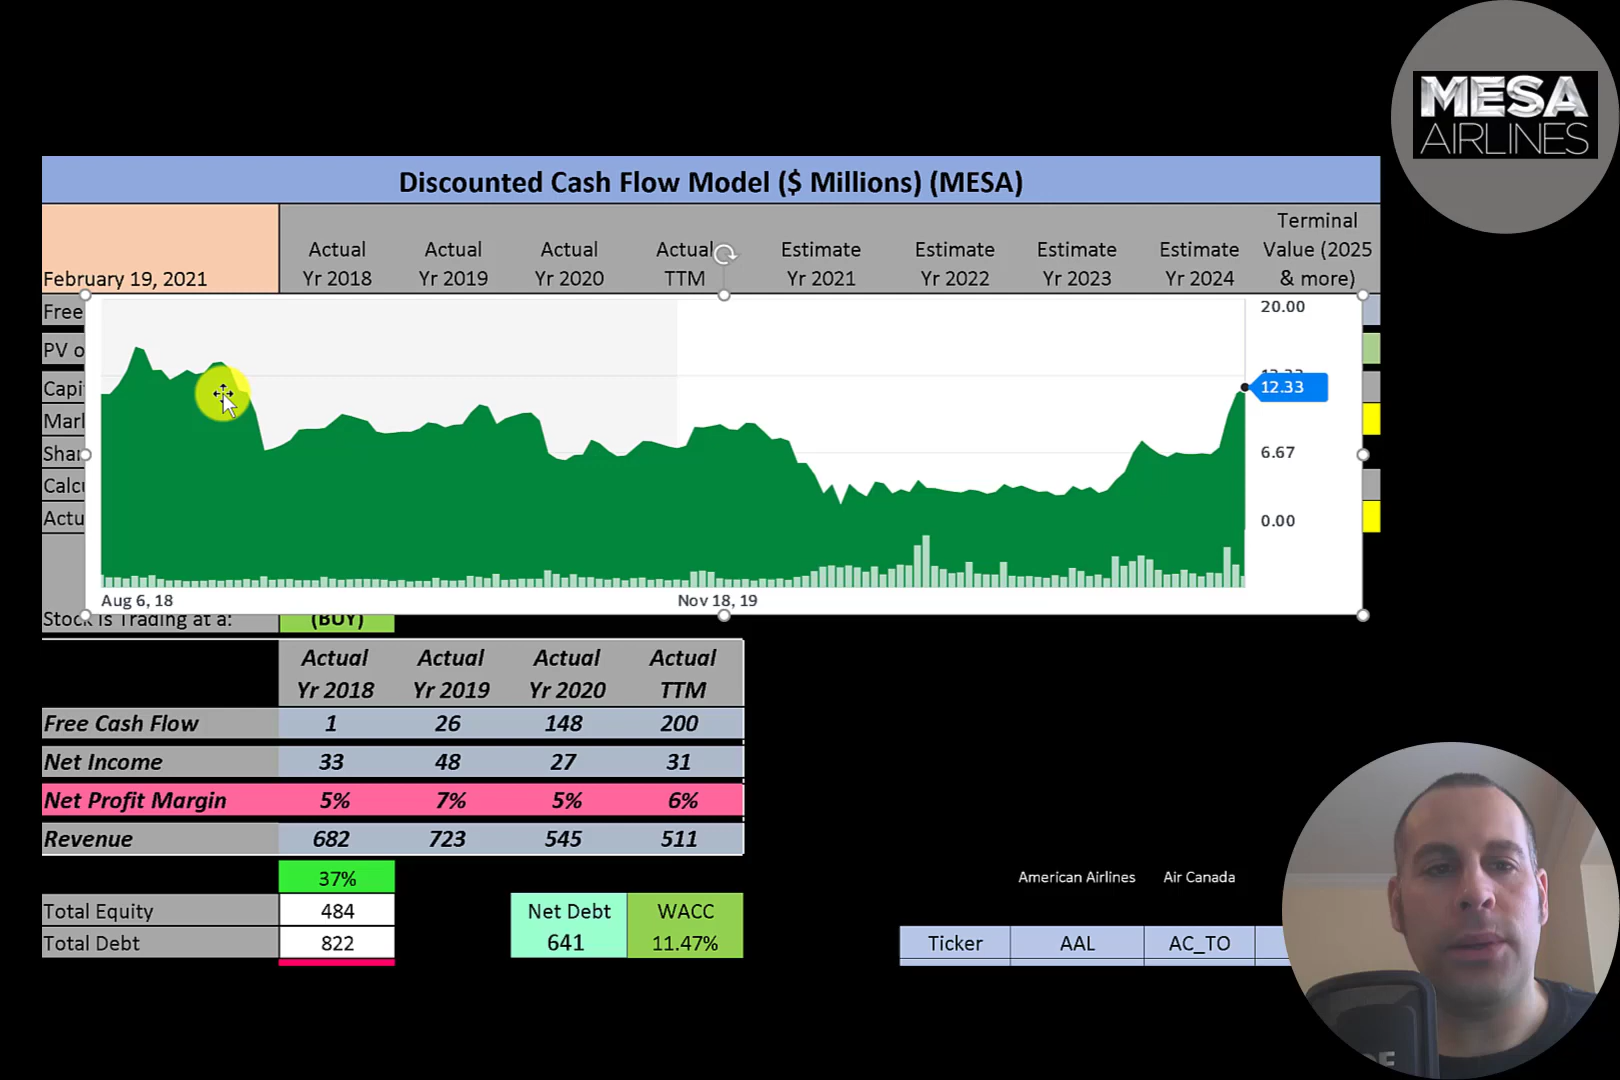 MESA
AIRLINES
Discounted Cash Flow Model ($ Millions) (MESA)
February 19, 2021
Actual Yr 2018
Actual Yr 2019
Actual Yr 2020
Actual TTM
Estimate Yr 2021
Estimate Yr 2022
Estimate Yr 2023
Estimate Yr 2024
Terminal Value (2025 & more)
Free
PV o
Capi
Marl
Shar
Calcu
Actu
20.00
12.33
6.67
0.00
Aug 6, 18
Nov 18, 19
Stock is Trading at a: (BUY)
Actual Yr 2018
Actual Yr 2019
Actual Yr 2020
Actual TTM
Free Cash Flow 1 26 148 200
Net Income 33 48 27 31
Net Profit Margin 5% 7% 5% 6%
Revenue 682 723 545 511
37%
Total Equity 484
Total Debt 822
Net Debt 641
WACC 11.47%
American Airlines Air Canada
Ticker AAL AC_TO